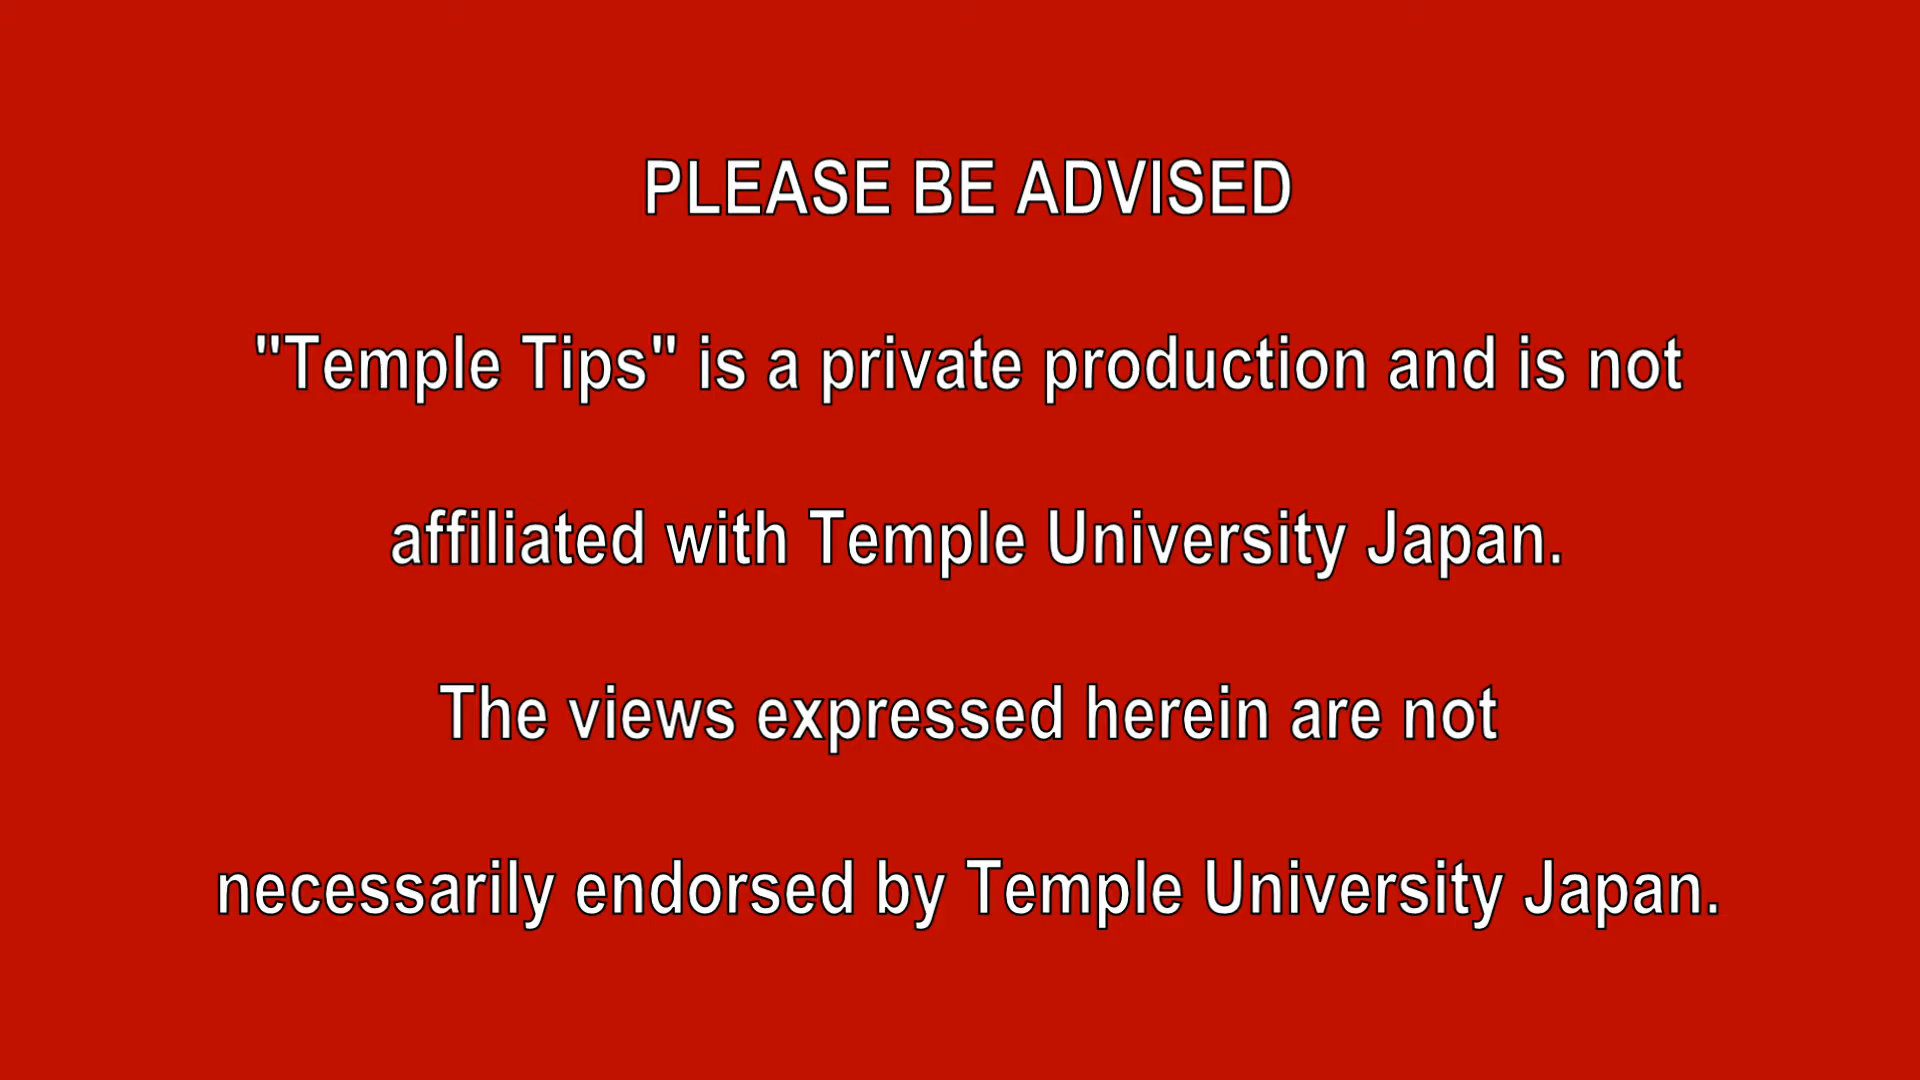 PLEASE BE ADVISED
"Temple Tips" is a private production and is not
affiliated with Temple University Japan.
The views expressed herein are not
necessarily endorsed by Temple University Japan.